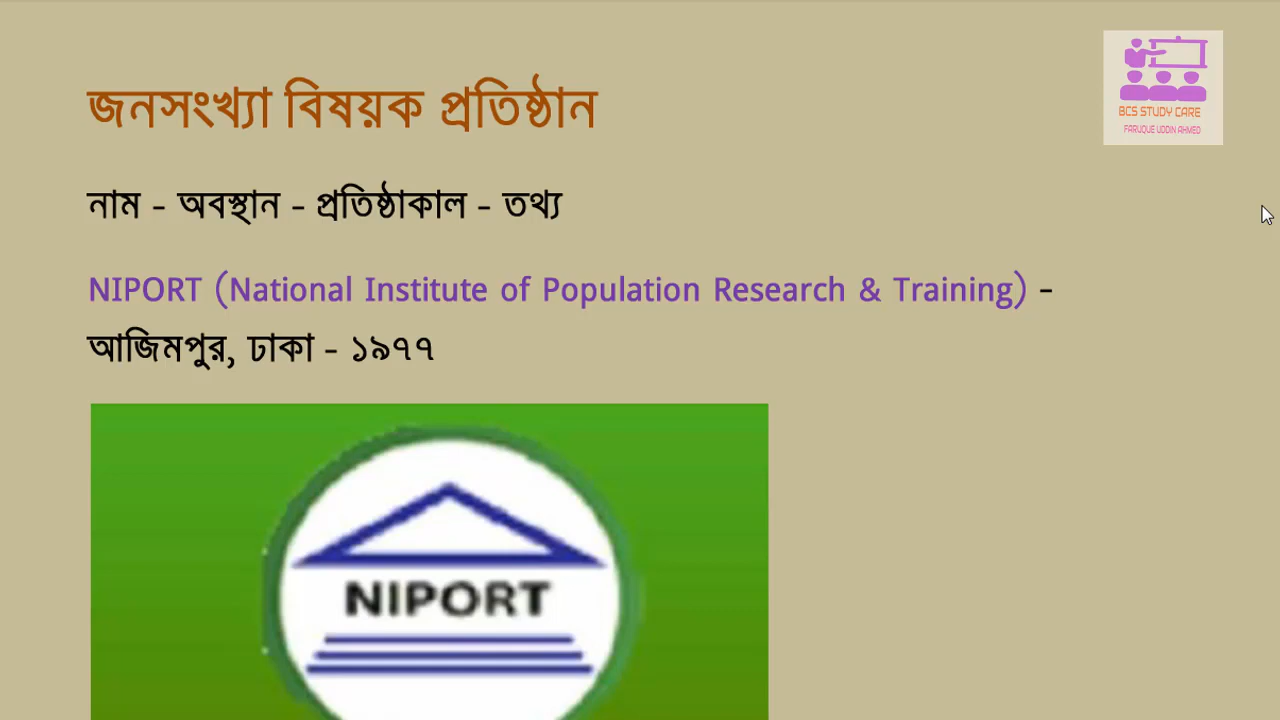 জনসংখ্যা বিষয়ক প্রতিষ্ঠান
BCS STUDY CARE
FARUQUE UDDIN AHMED
নাম - অবস্থান - প্রতিষ্ঠাকাল - তথ্য
NIPORT (National Institute of Population Research & Training) -
আজিমপুর, ঢাকা - ১৯৭৭
NIPORT